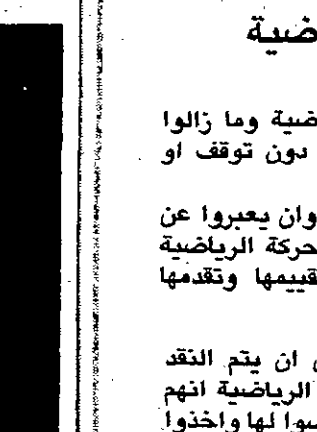 ضية
ضية وما زالوا
دون توقف او
وان يعبروا عن
حركة الرياضية
قييمها وتقدمها
ان يتم النقد
الرياضية انهم
سوا لها واخذوا